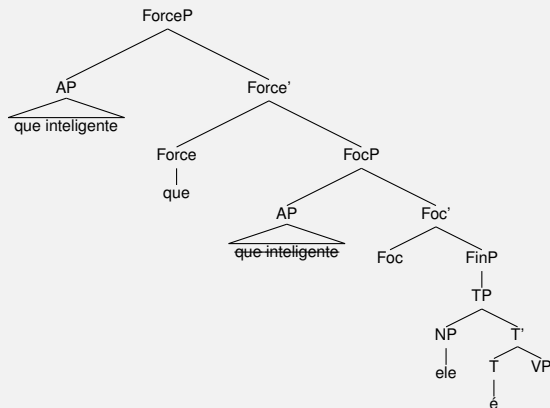 ForceP
AP Force’
que inteligente
Force FocP
que
AP Foc’
que inteligente
Foc FinP
TP
NP T’
ele
T VP
é